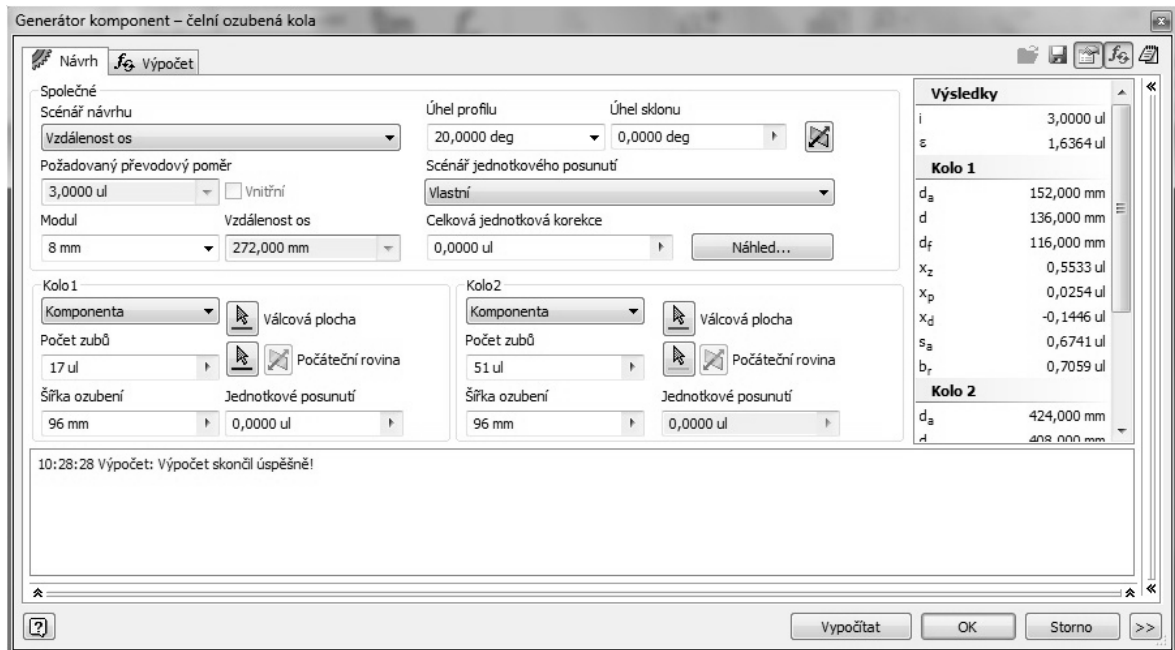 Generátor komponent – čelní ozubená kola
Návrh
Výpočet
Společné
Scénář návrhu
Vzdálenost os
Úhel profilu
Úhel sklonu
20,0000 deg
0,0000 deg
Požadovaný převodový poměr
3,0000 ul
Vnitřní
Scénář jednotkového posunutí
Vlastní
Modul
Vzdálenost os
8 mm
272,000 mm
Celková jednotková korekce
0,0000 ul
Náhled...
Kolo1
Komponenta
Válcová plocha
Počet zubů
17 ul
Počáteční rovina
Šířka ozubení
Jednotkové posunutí
96 mm
0,0000 ul
Kolo2
Komponenta
Válcová plocha
Počet zubů
51 ul
Počáteční rovina
Šířka ozubení
Jednotkové posunutí
96 mm
0,0000 ul
Výsledky
i 3,0000 ul
ε 1,6364 ul
Kolo 1
da 152,000 mm
d 136,000 mm
df 116,000 mm
xz 0,5533 ul
xp 0,0254 ul
xd -0,1446 ul
sa 0,6741 ul
br 0,7059 ul
Kolo 2
da 424,000 mm
d 408,000 mm
10:28:28 Výpočet: Výpočet skončil úspěšně!
Vypočítat
OK
Storno
>>